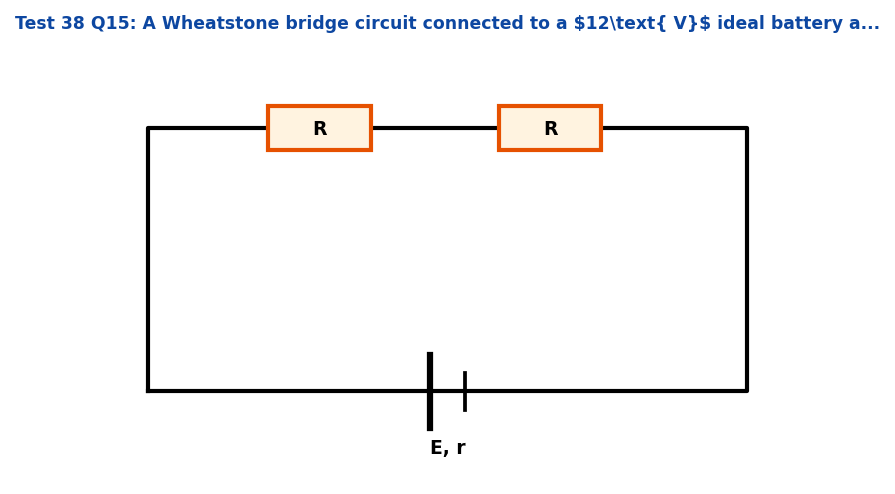 Test 38 Q15: A Wheatstone bridge circuit connected to a $12\text{ V}$ ideal battery a...
R R
E, r